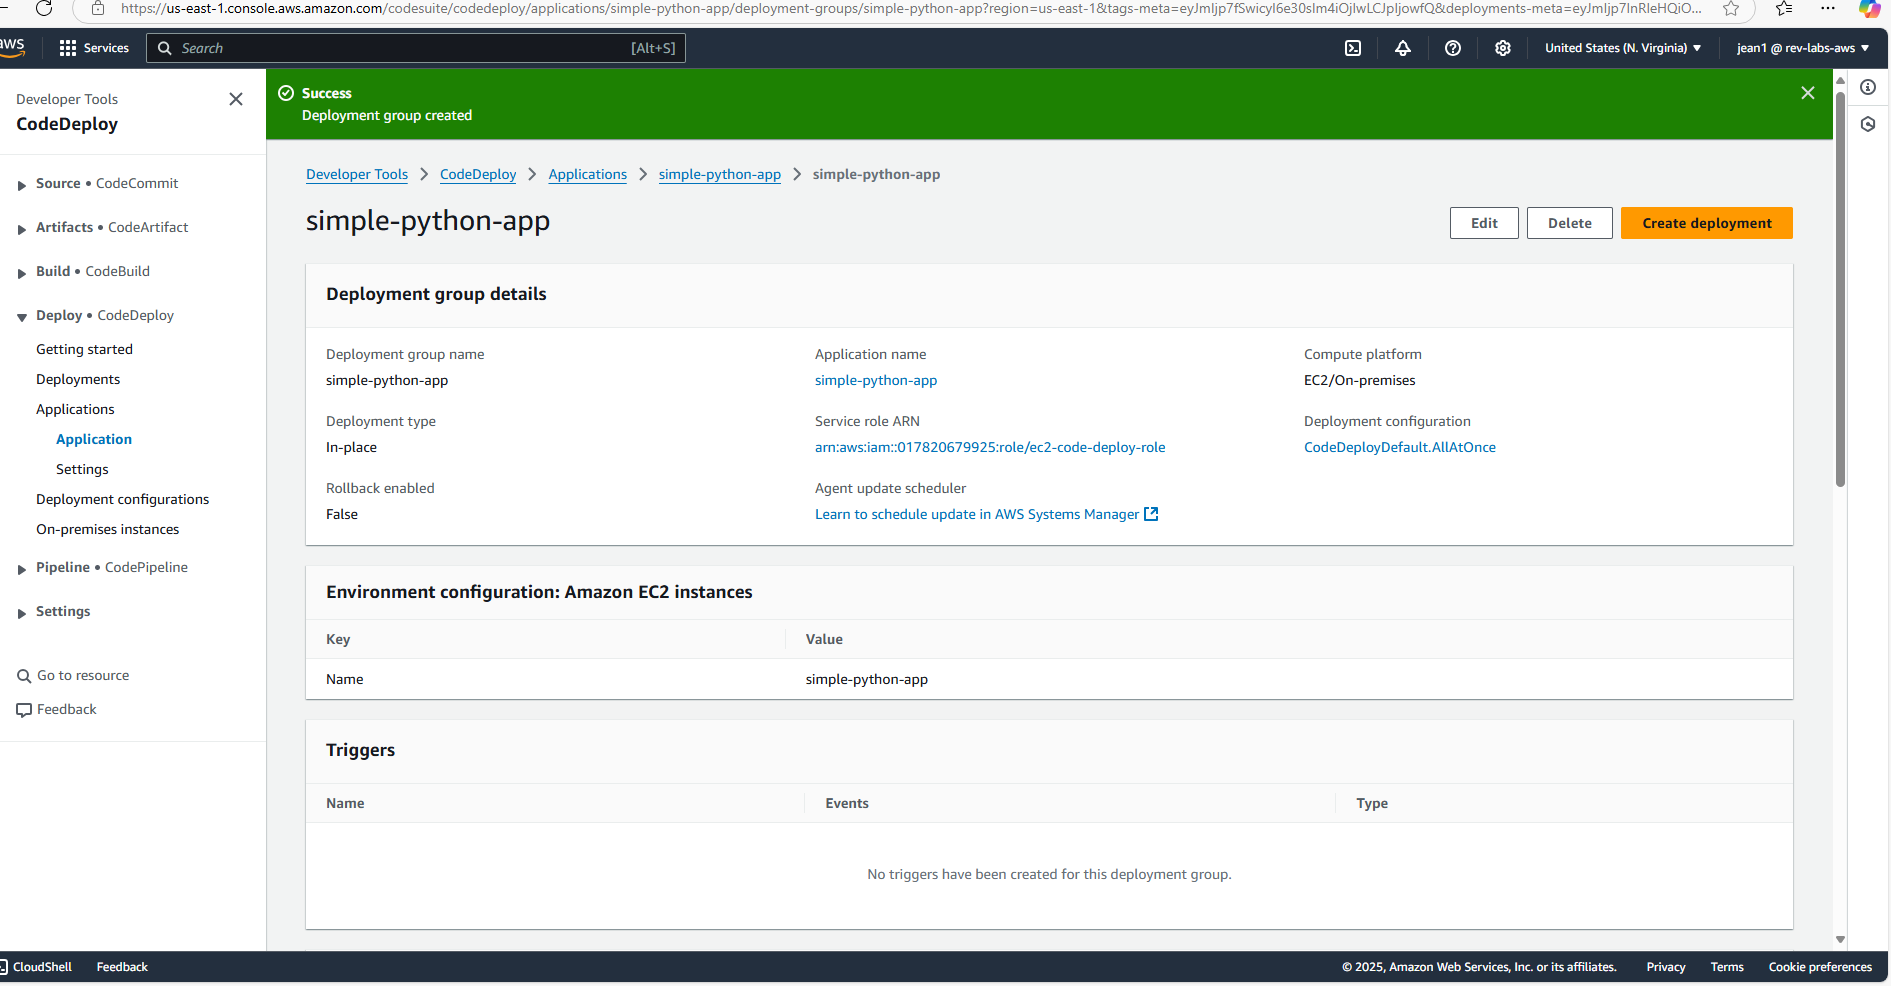 https://us-east-1.console.aws.amazon.com/codesuite/codedeploy/applications/simple-python-app/deployment-groups/simple-python-app?region=us-east-1&tags-meta=
aws
Services
Search
[Alt+S]
United States (N. Virginia)
jean1 @ rev-labs-aws
Developer Tools
CodeDeploy
Source • CodeCommit
Artifacts • CodeArtifact
Build • CodeBuild
Deploy • CodeDeploy
Getting started
Deployments
Applications
Application
Settings
Deployment configurations
On-premises instances
Pipeline • CodePipeline
Settings
Go to resource
Feedback
Success
Deployment group created
Developer Tools
CodeDeploy
Applications
simple-python-app
simple-python-app
simple-python-app
Edit
Delete
Create deployment
Deployment group details
Deployment group name
simple-python-app
Application name
simple-python-app
Compute platform
EC2/On-premises
Deployment type
In-place
Service role ARN
arn:aws:iam::017820679925:role/ec2-code-deploy-role
Deployment configuration
CodeDeployDefault.AllAtOnce
Rollback enabled
False
Agent update scheduler
Learn to schedule update in AWS Systems Manager
Environment configuration: Amazon EC2 instances
Key
Value
Name
simple-python-app
Triggers
Name
Events
Type
No triggers have been created for this deployment group.
CloudShell
Feedback
© 2025, Amazon Web Services, Inc. or its affiliates.
Privacy
Terms
Cookie preferences